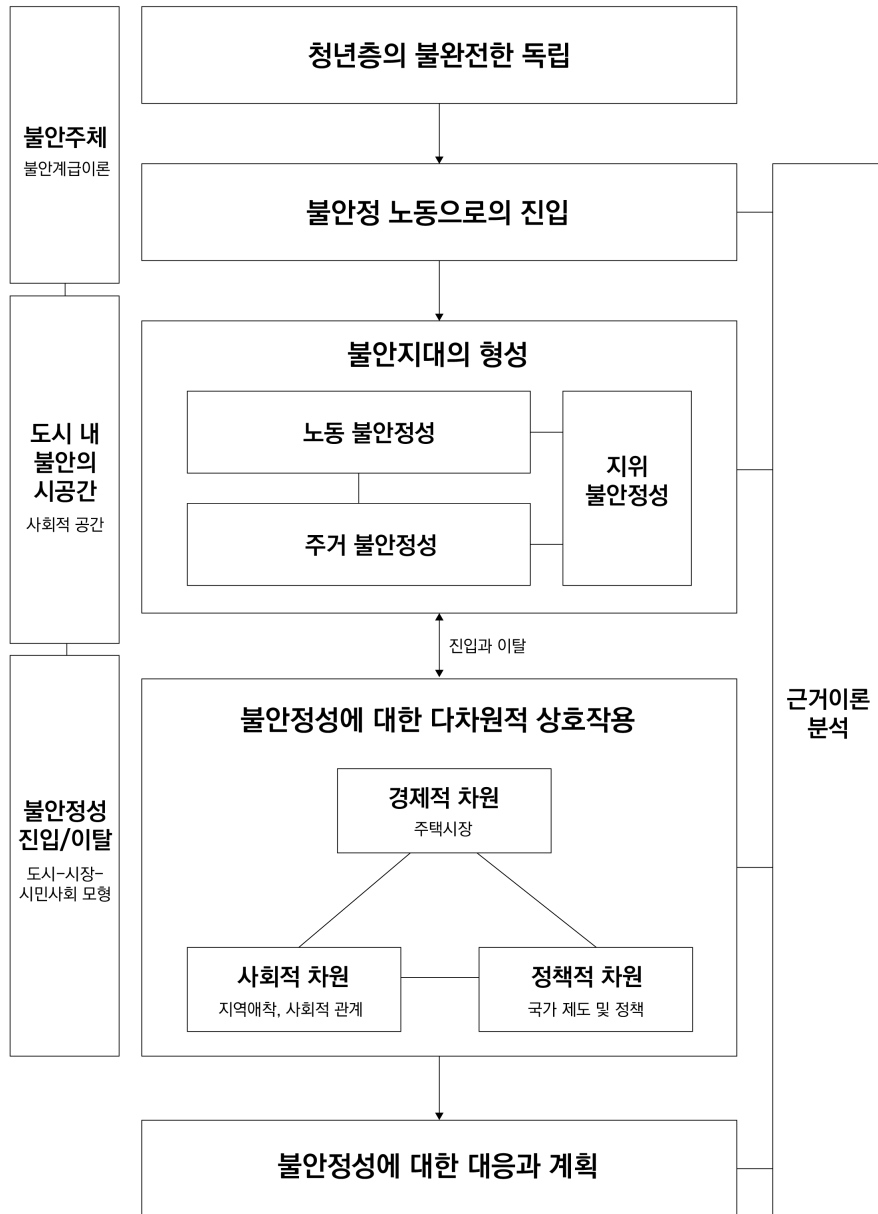 청년층의 불완전한 독립
불안주체
불안계급이론
불안정 노동으로의 진입
불안지대의 형성
노동 불안정성
주거 불안정성
지위
불안정성
도시 내
불안의
시공간
사회적 공간
진입과 이탈
불안정성에 대한 다차원적 상호작용
경제적 차원
주택시장
사회적 차원
지역애착, 사회적 관계
정책적 차원
국가 제도 및 정책
불안정성
진입/이탈
도시-시장-
시민사회 모형
근거이론
분석
불안정성에 대한 대응과 계획